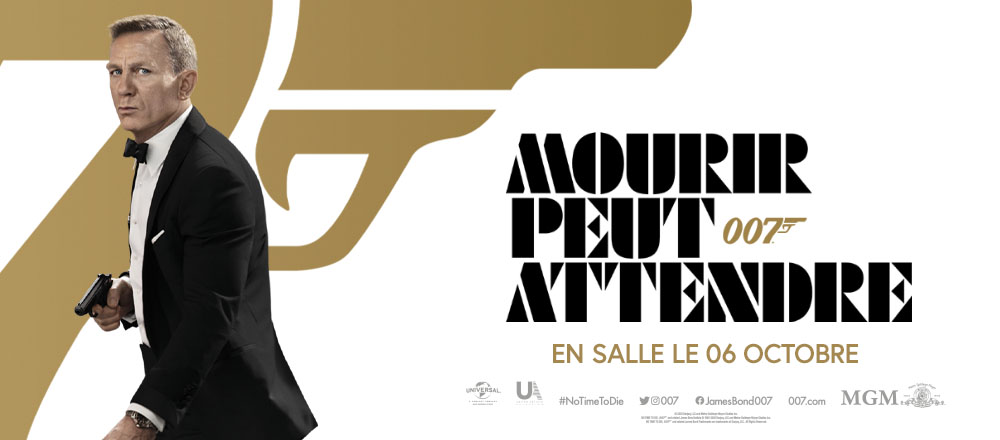 MOURIR
PEUT 007
ATTENDRE
EN SALLE LE 06 OCTOBRE
UNIVERSAL UA #NoTimeToDie 007 JamesBond007 007.com MGM